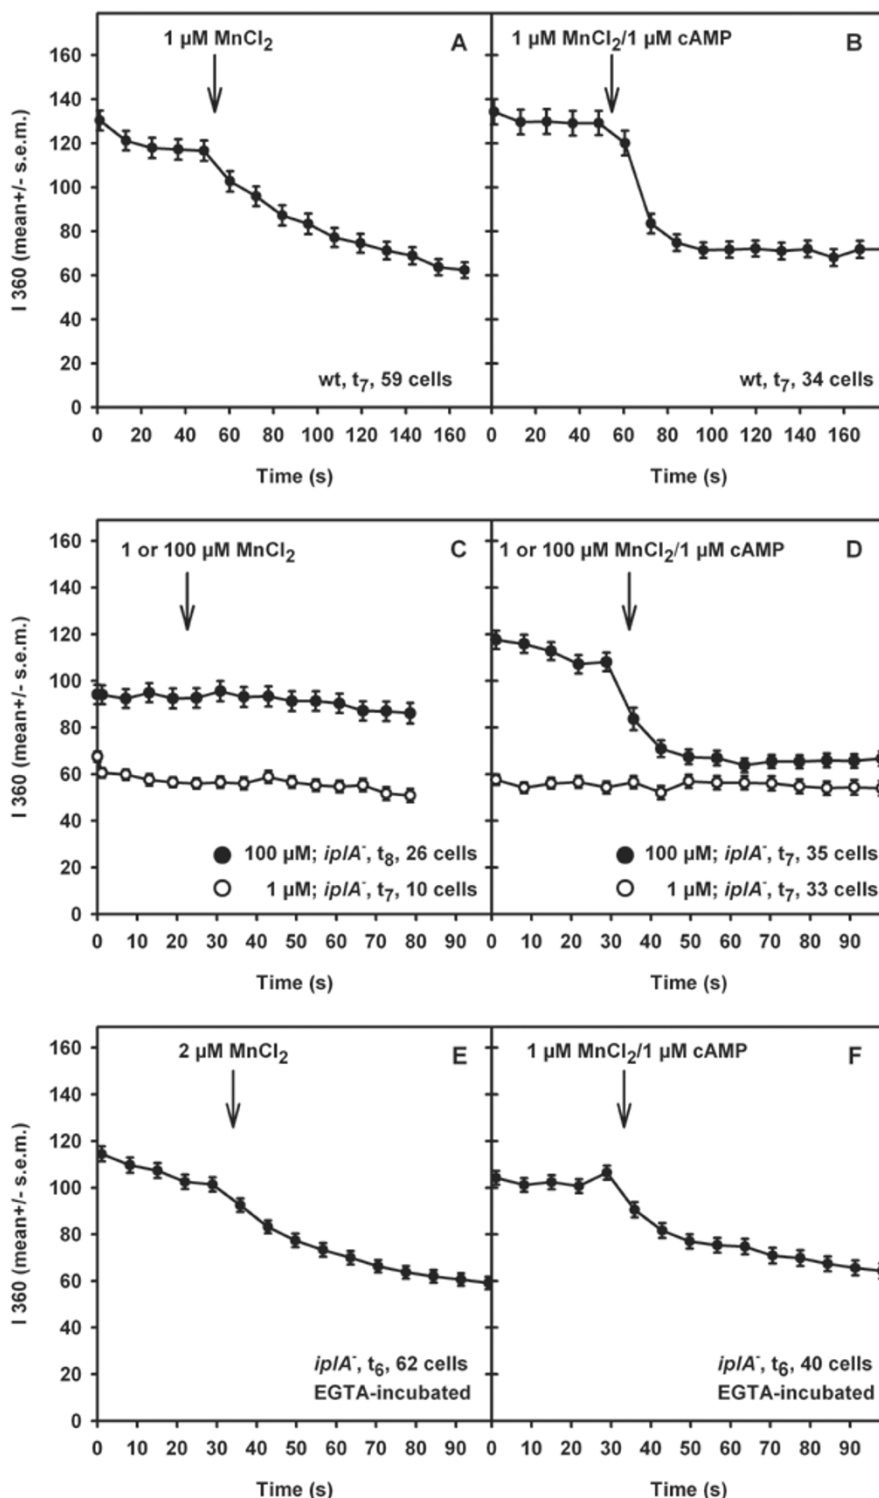 1 µM MnCl2
A
1 µM MnCl2/1 µM cAMP
B
I 360 (mean+/- s.e.m.)
160
140
120
100
80
60
40
20
0
wt, t7, 59 cells
wt, t7, 34 cells
0 20 40 60 80 100 120 140 160
0 20 40 60 80 100 120 140 160
Time (s)
Time (s)
1 or 100 µM MnCl2
C
1 or 100 µM MnCl2/1 µM cAMP
D
I 360 (mean+/- s.e.m.)
160
140
120
100
80
60
40
20
0
100 µM; iplA-, t8, 26 cells
1 µM; iplA-, t7, 10 cells
100 µM; iplA-, t7, 35 cells
1 µM; iplA-, t7, 33 cells
0 10 20 30 40 50 60 70 80 90
0 10 20 30 40 50 60 70 80 90
Time (s)
Time (s)
2 µM MnCl2
E
1 µM MnCl2/1 µM cAMP
F
I 360 (mean+/- s.e.m.)
160
140
120
100
80
60
40
20
0
iplA-, t6, 62 cells
EGTA-incubated
iplA-, t6, 40 cells
EGTA-incubated
0 10 20 30 40 50 60 70 80 90
0 10 20 30 40 50 60 70 80 90
Time (s)
Time (s)